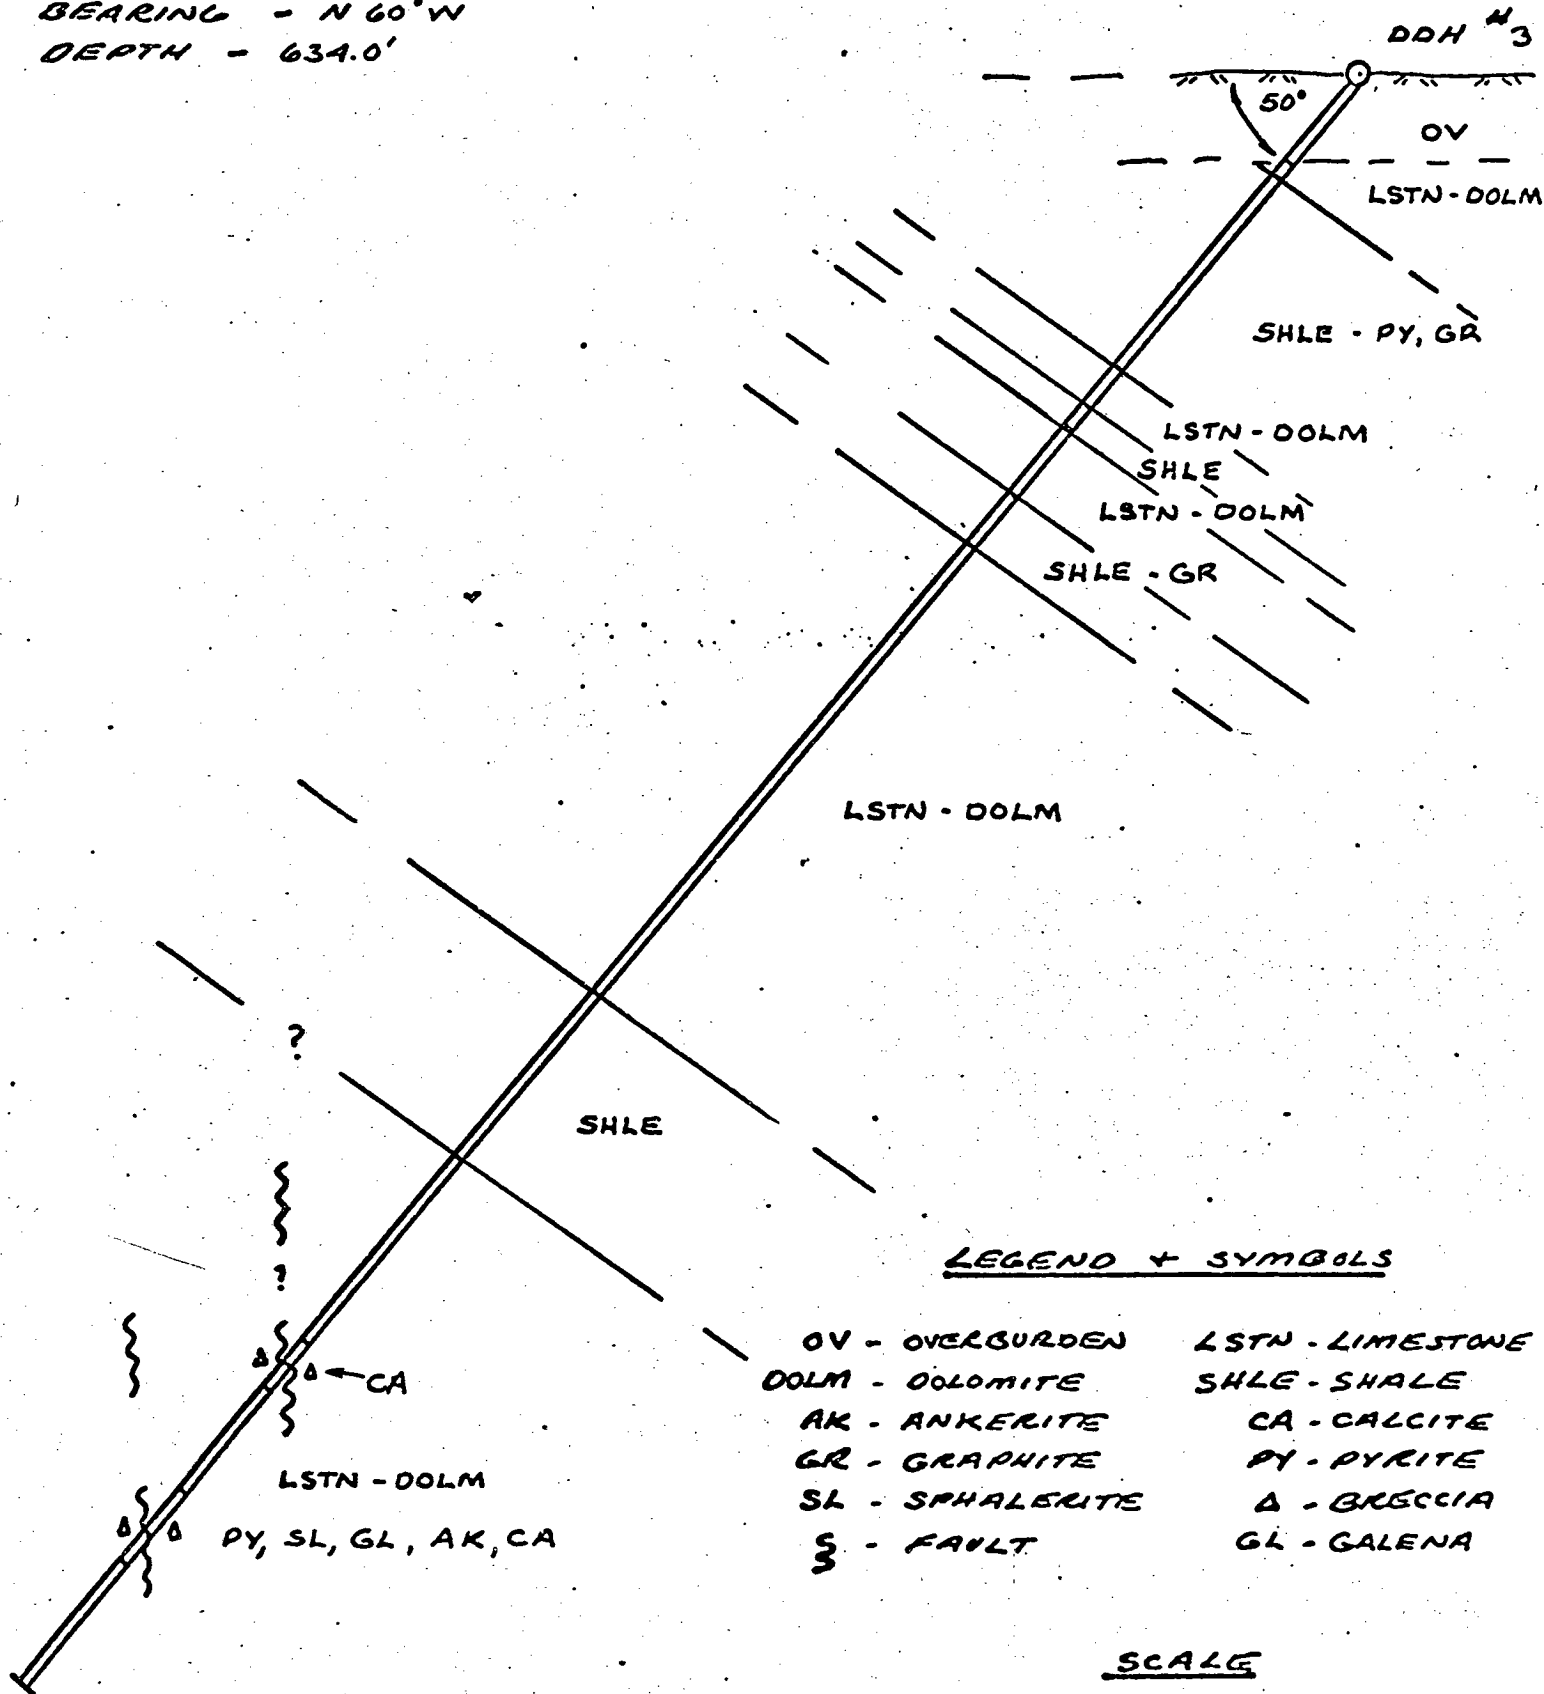 BEARING - N 60° W
DEPTH - 634.0'
DDH #3
50°
OV
LSTN - DOLM
SHLE - PY, GR
LSTN - DOLM
SHLE
LSTN - DOLM
SHLE - GR
LSTN - DOLM
?
SHLE
?
CA
LSTN - DOLM
PY, SL, GL, AK, CA
LEGEND + SYMBOLS
OV - OVERBURDEN LSTN - LIMESTONE
DOLM - DOLOMITE SHLE - SHALE
AK - ANKERITE CA - CALCITE
GR - GRAPHITE PY - PYRITE
SL - SPHALERITE Δ - BRECCIA
- FAULT GL - GALENA
SCALE